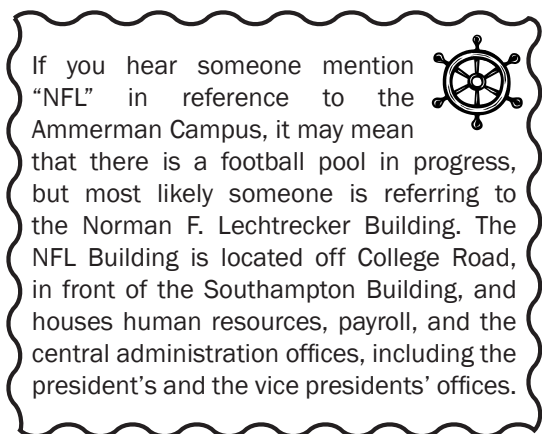 If you hear someone mention
“NFL” in reference to the
Ammerman Campus, it may mean
that there is a football pool in progress,
but most likely someone is referring to
the Norman F. Lechtrecker Building. The
NFL Building is located off College Road,
in front of the Southampton Building, and
houses human resources, payroll, and the
central administration offices, including the
president’s and the vice presidents’ offices.